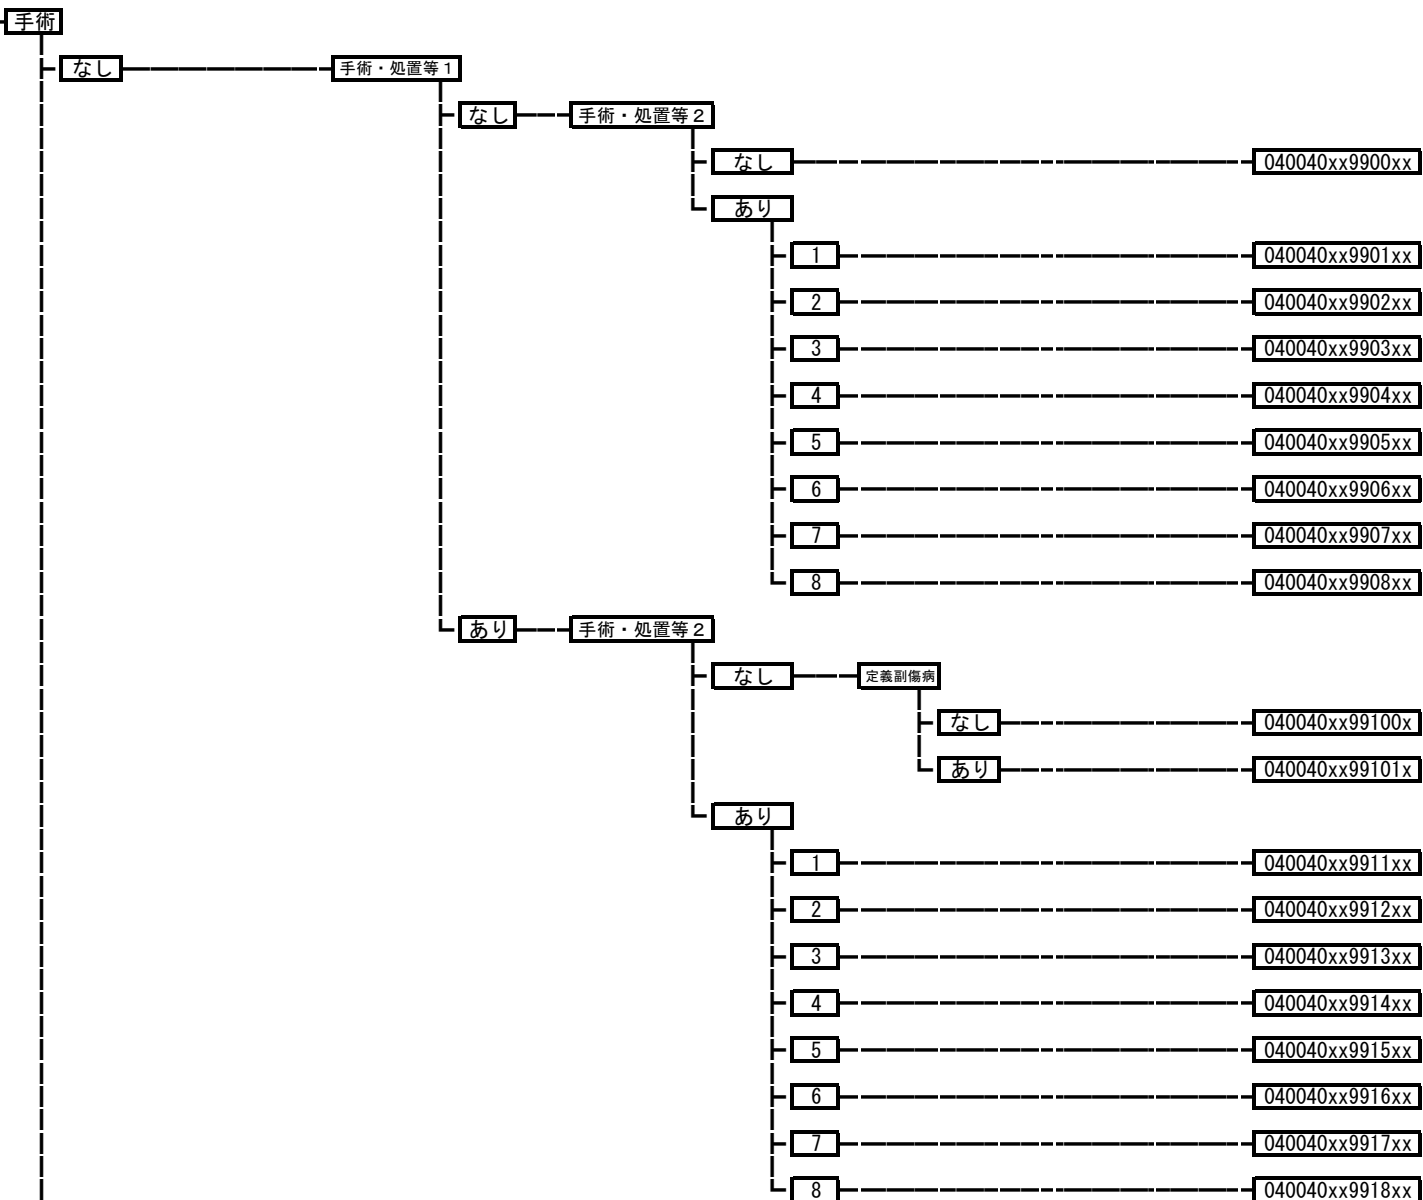 手術
なし 手術・処置等1
なし 手術・処置等2
なし 040040xx9900xx
あり
1 040040xx9901xx
2 040040xx9902xx
3 040040xx9903xx
4 040040xx9904xx
5 040040xx9905xx
6 040040xx9906xx
7 040040xx9907xx
8 040040xx9908xx
あり 手術・処置等2
なし 定義副傷病
なし 040040xx99100x
あり 040040xx99101x
あり
1 040040xx9911xx
2 040040xx9912xx
3 040040xx9913xx
4 040040xx9914xx
5 040040xx9915xx
6 040040xx9916xx
7 040040xx9917xx
8 040040xx9918xx